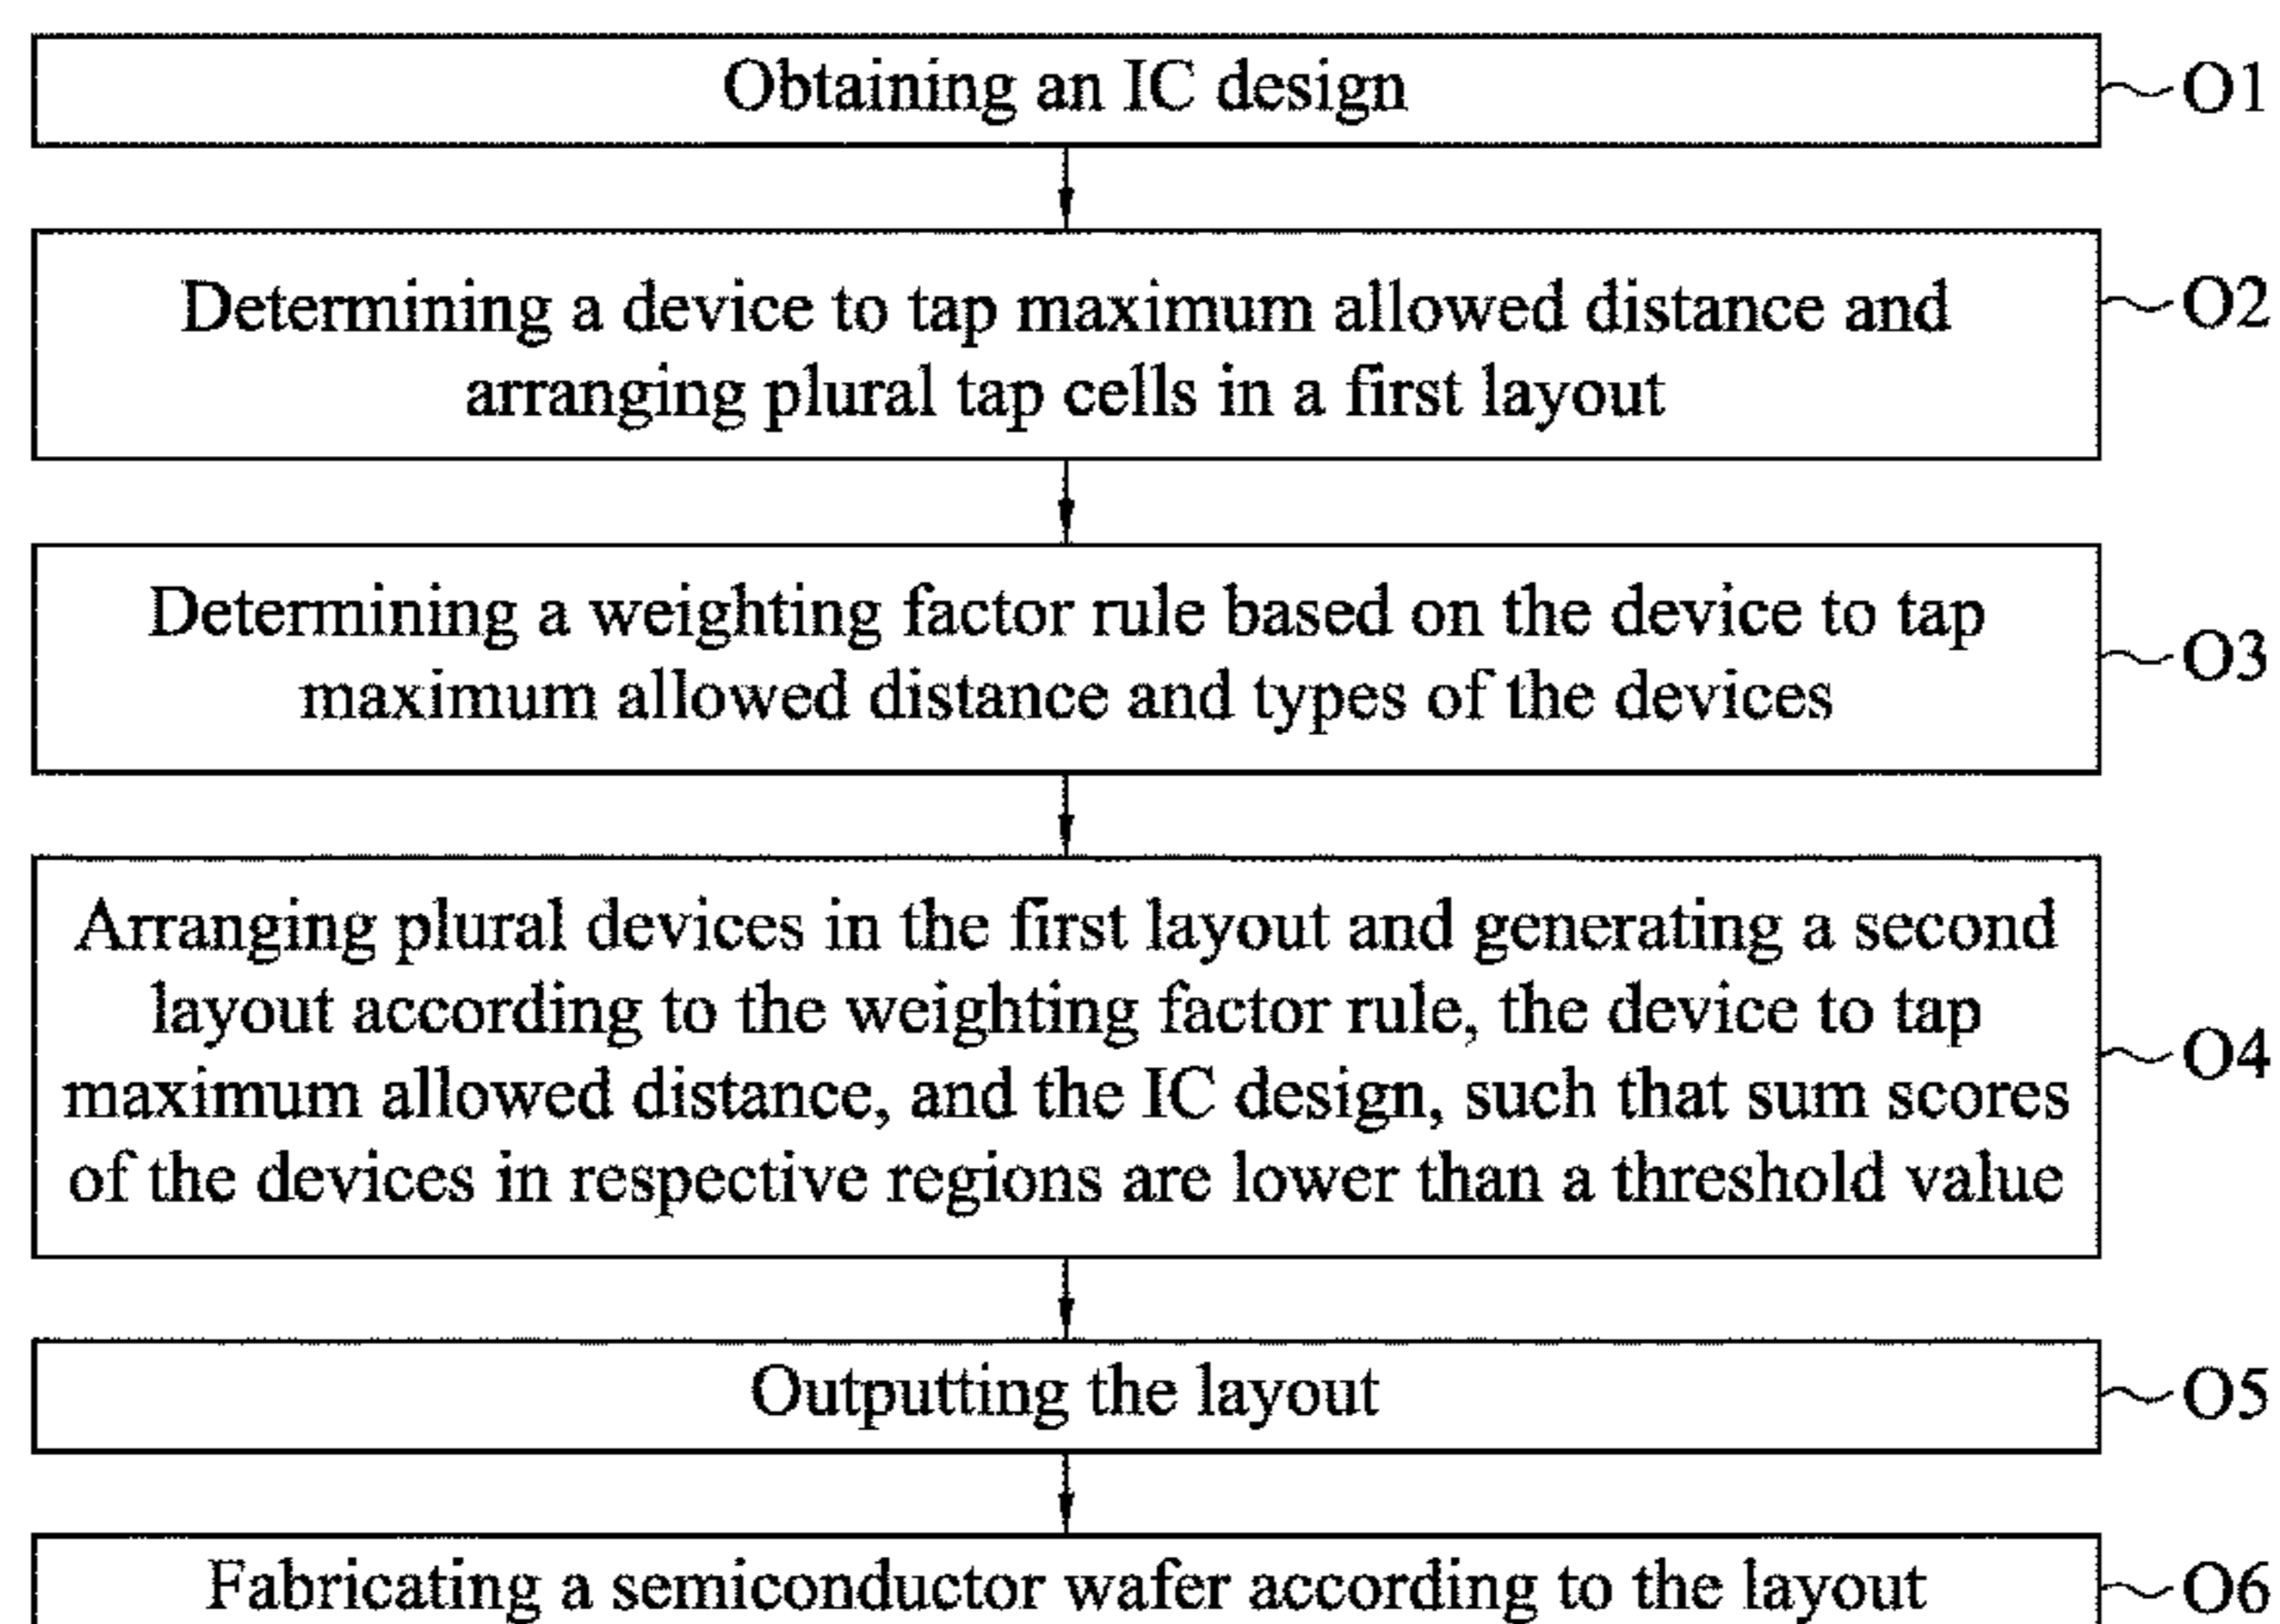 Obtaining an IC design
O1
Determining a device to tap maximum allowed distance and
arranging plural tap cells in a first layout
O2
Determining a weighting factor rule based on the device to tap
maximum allowed distance and types of the devices
O3
Arranging plural devices in the first layout and generating a second
layout according to the weighting factor rule, the device to tap
maximum allowed distance, and the IC design, such that sum scores
of the devices in respective regions are lower than a threshold value
O4
Outputting the layout
O5
Fabricating a semiconductor wafer according to the layout
O6